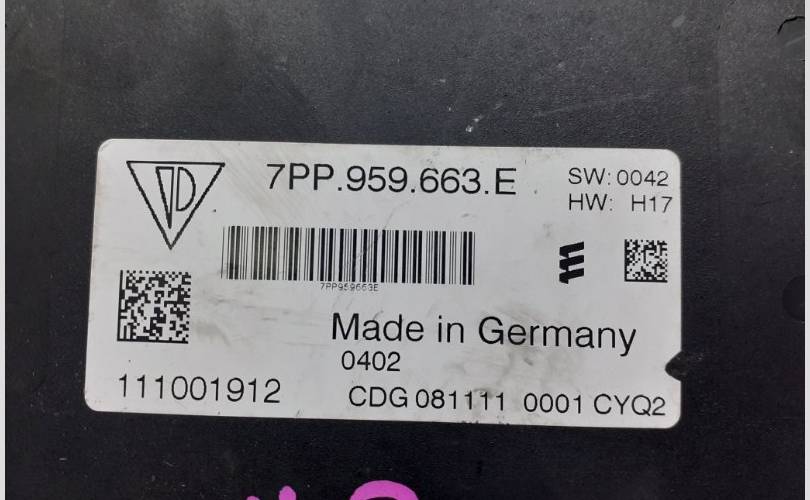 7PP.959.663.E
SW: 0042
HW: H17
7PP959663E
Made in Germany
0402
111001912
CDG 081111 0001 CYQ2